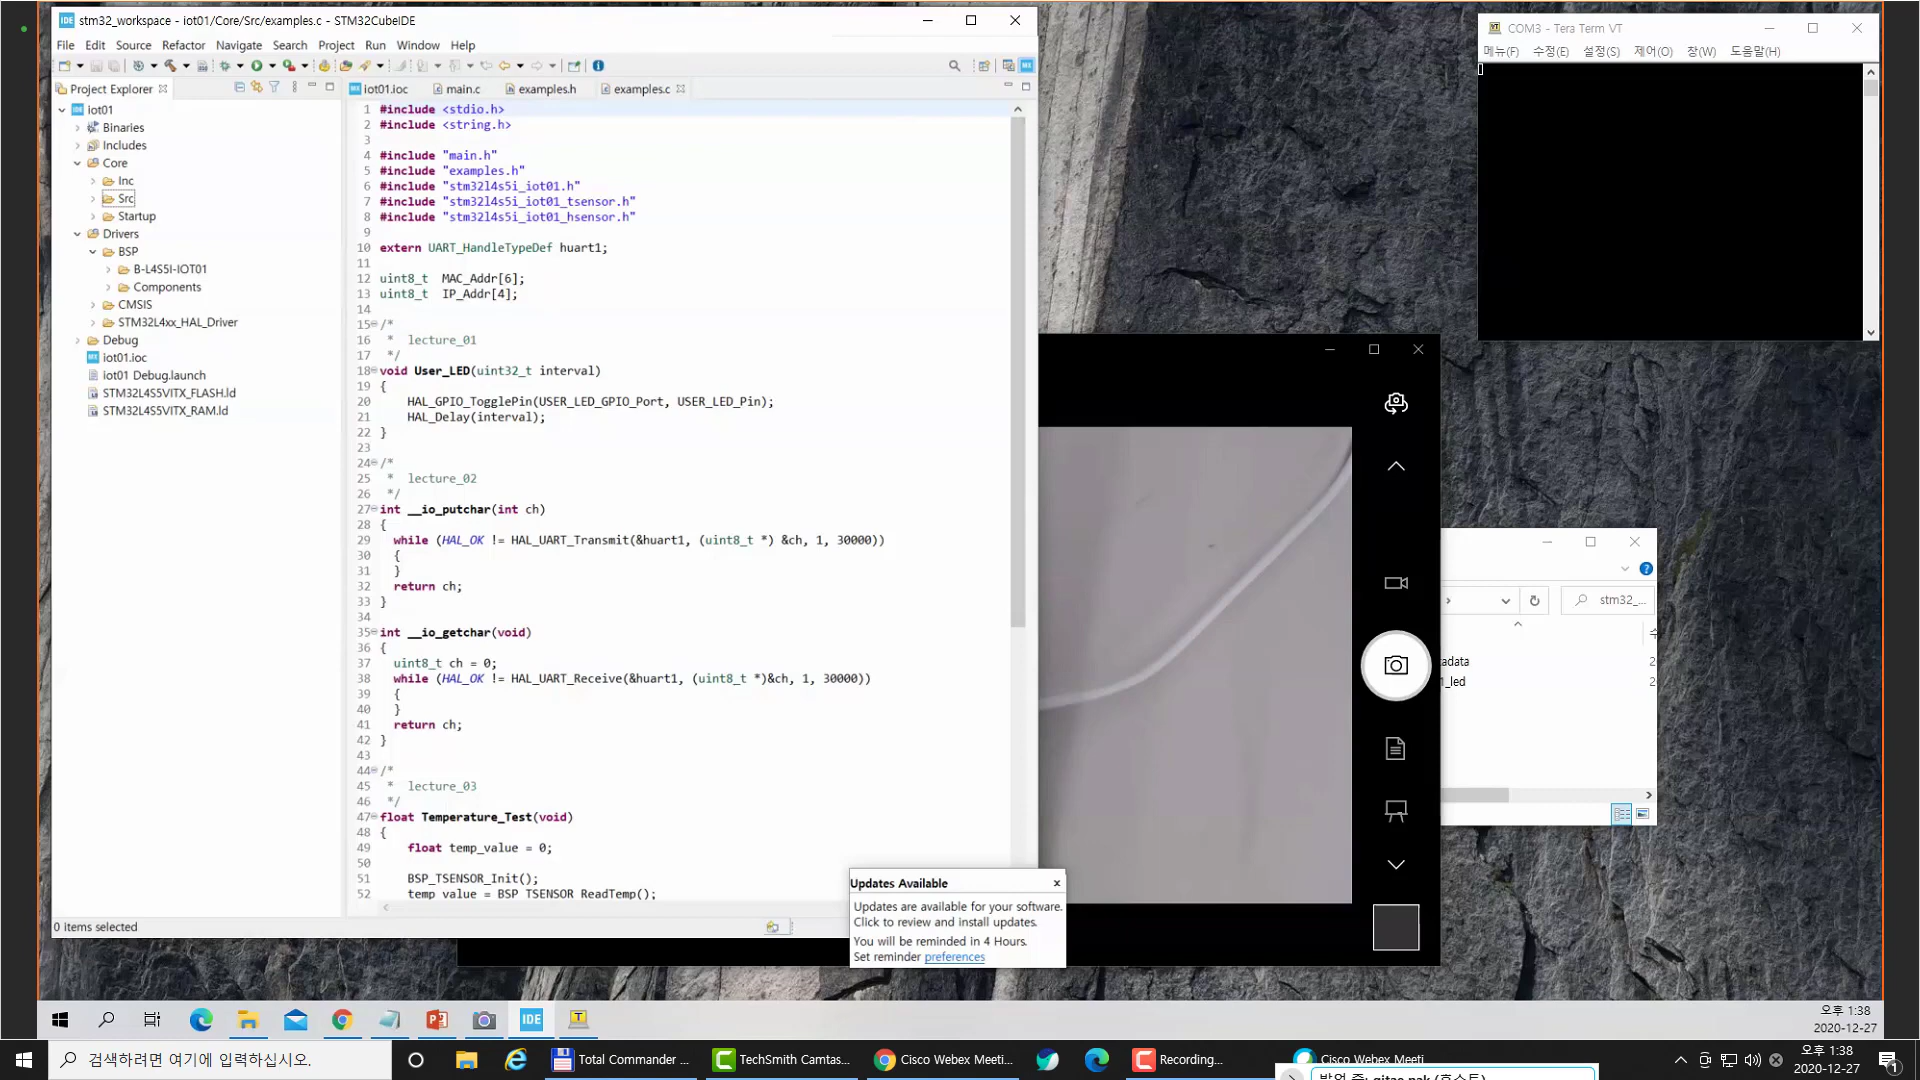 stm32_workspace - iot01/Core/Src/examples.c - STM32CubeIDE
File Edit Source Refactor Navigate Search Project Run Window Help
Project Explorer
iot01
Binaries
Includes
Core
Inc
Src
Startup
Drivers
BSP
B-L4S5I-IOT01
Components
CMSIS
STM32L4xx_HAL_Driver
Debug
iot01.ioc
iot01 Debug.launch
STM32L4S5VITX_FLASH.ld
STM32L4S5VITX_RAM.ld
0 items selected
iot01.ioc main.c examples.h examples.c
1 #include <stdio.h>
2 #include <string.h>
3
4 #include "main.h"
5 #include "examples.h"
6 #include "stm32l4s5i_iot01.h"
7 #include "stm32l4s5i_iot01_tsensor.h"
8 #include "stm32l4s5i_iot01_hsensor.h"
9
10 extern UART_HandleTypeDef huart1;
11
12 uint8_t MAC_Addr[6];
13 uint8_t IP_Addr[4];
14
15 /*
16 * lecture_01
17 */
18 void User_LED(uint32_t interval)
19 {
20 HAL_GPIO_TogglePin(USER_LED_GPIO_Port, USER_LED_Pin);
21 HAL_Delay(interval);
22 }
23
24 /*
25 * lecture_02
26 */
27 int __io_putchar(int ch)
28 {
29 while (HAL_OK != HAL_UART_Transmit(&huart1, (uint8_t *) &ch, 1, 30000))
30 {
31 }
32 return ch;
33 }
34
35 int __io_getchar(void)
36 {
37 uint8_t ch = 0;
38 while (HAL_OK != HAL_UART_Receive(&huart1, (uint8_t *)&ch, 1, 30000))
39 {
40 }
41 return ch;
42 }
43
44 /*
45 * lecture_03
46 */
47 float Temperature_Test(void)
48 {
49 float temp_value = 0;
50
51 BSP_TSENSOR_Init();
52 temp_value = BSP_TSENSOR_ReadTemp();
Updates Available x
Updates are available for your software.
Click to review and install updates.
You will be reminded in 4 Hours.
Set reminder preferences
COM3 - Tera Term VT
메뉴(F) 수정(E) 설정(S) 제어(O) 창(W) 도움말(H)
stm32_...
adata 2
_led 2
오후 1:38
2020-12-27
검색하려면 여기에 입력하십시오.
Total Commander ...
TechSmith Camtas...
Cisco Webex Meeti...
Recording...
Cisco Webex Meeti
오후 1:38
2020-12-27
1